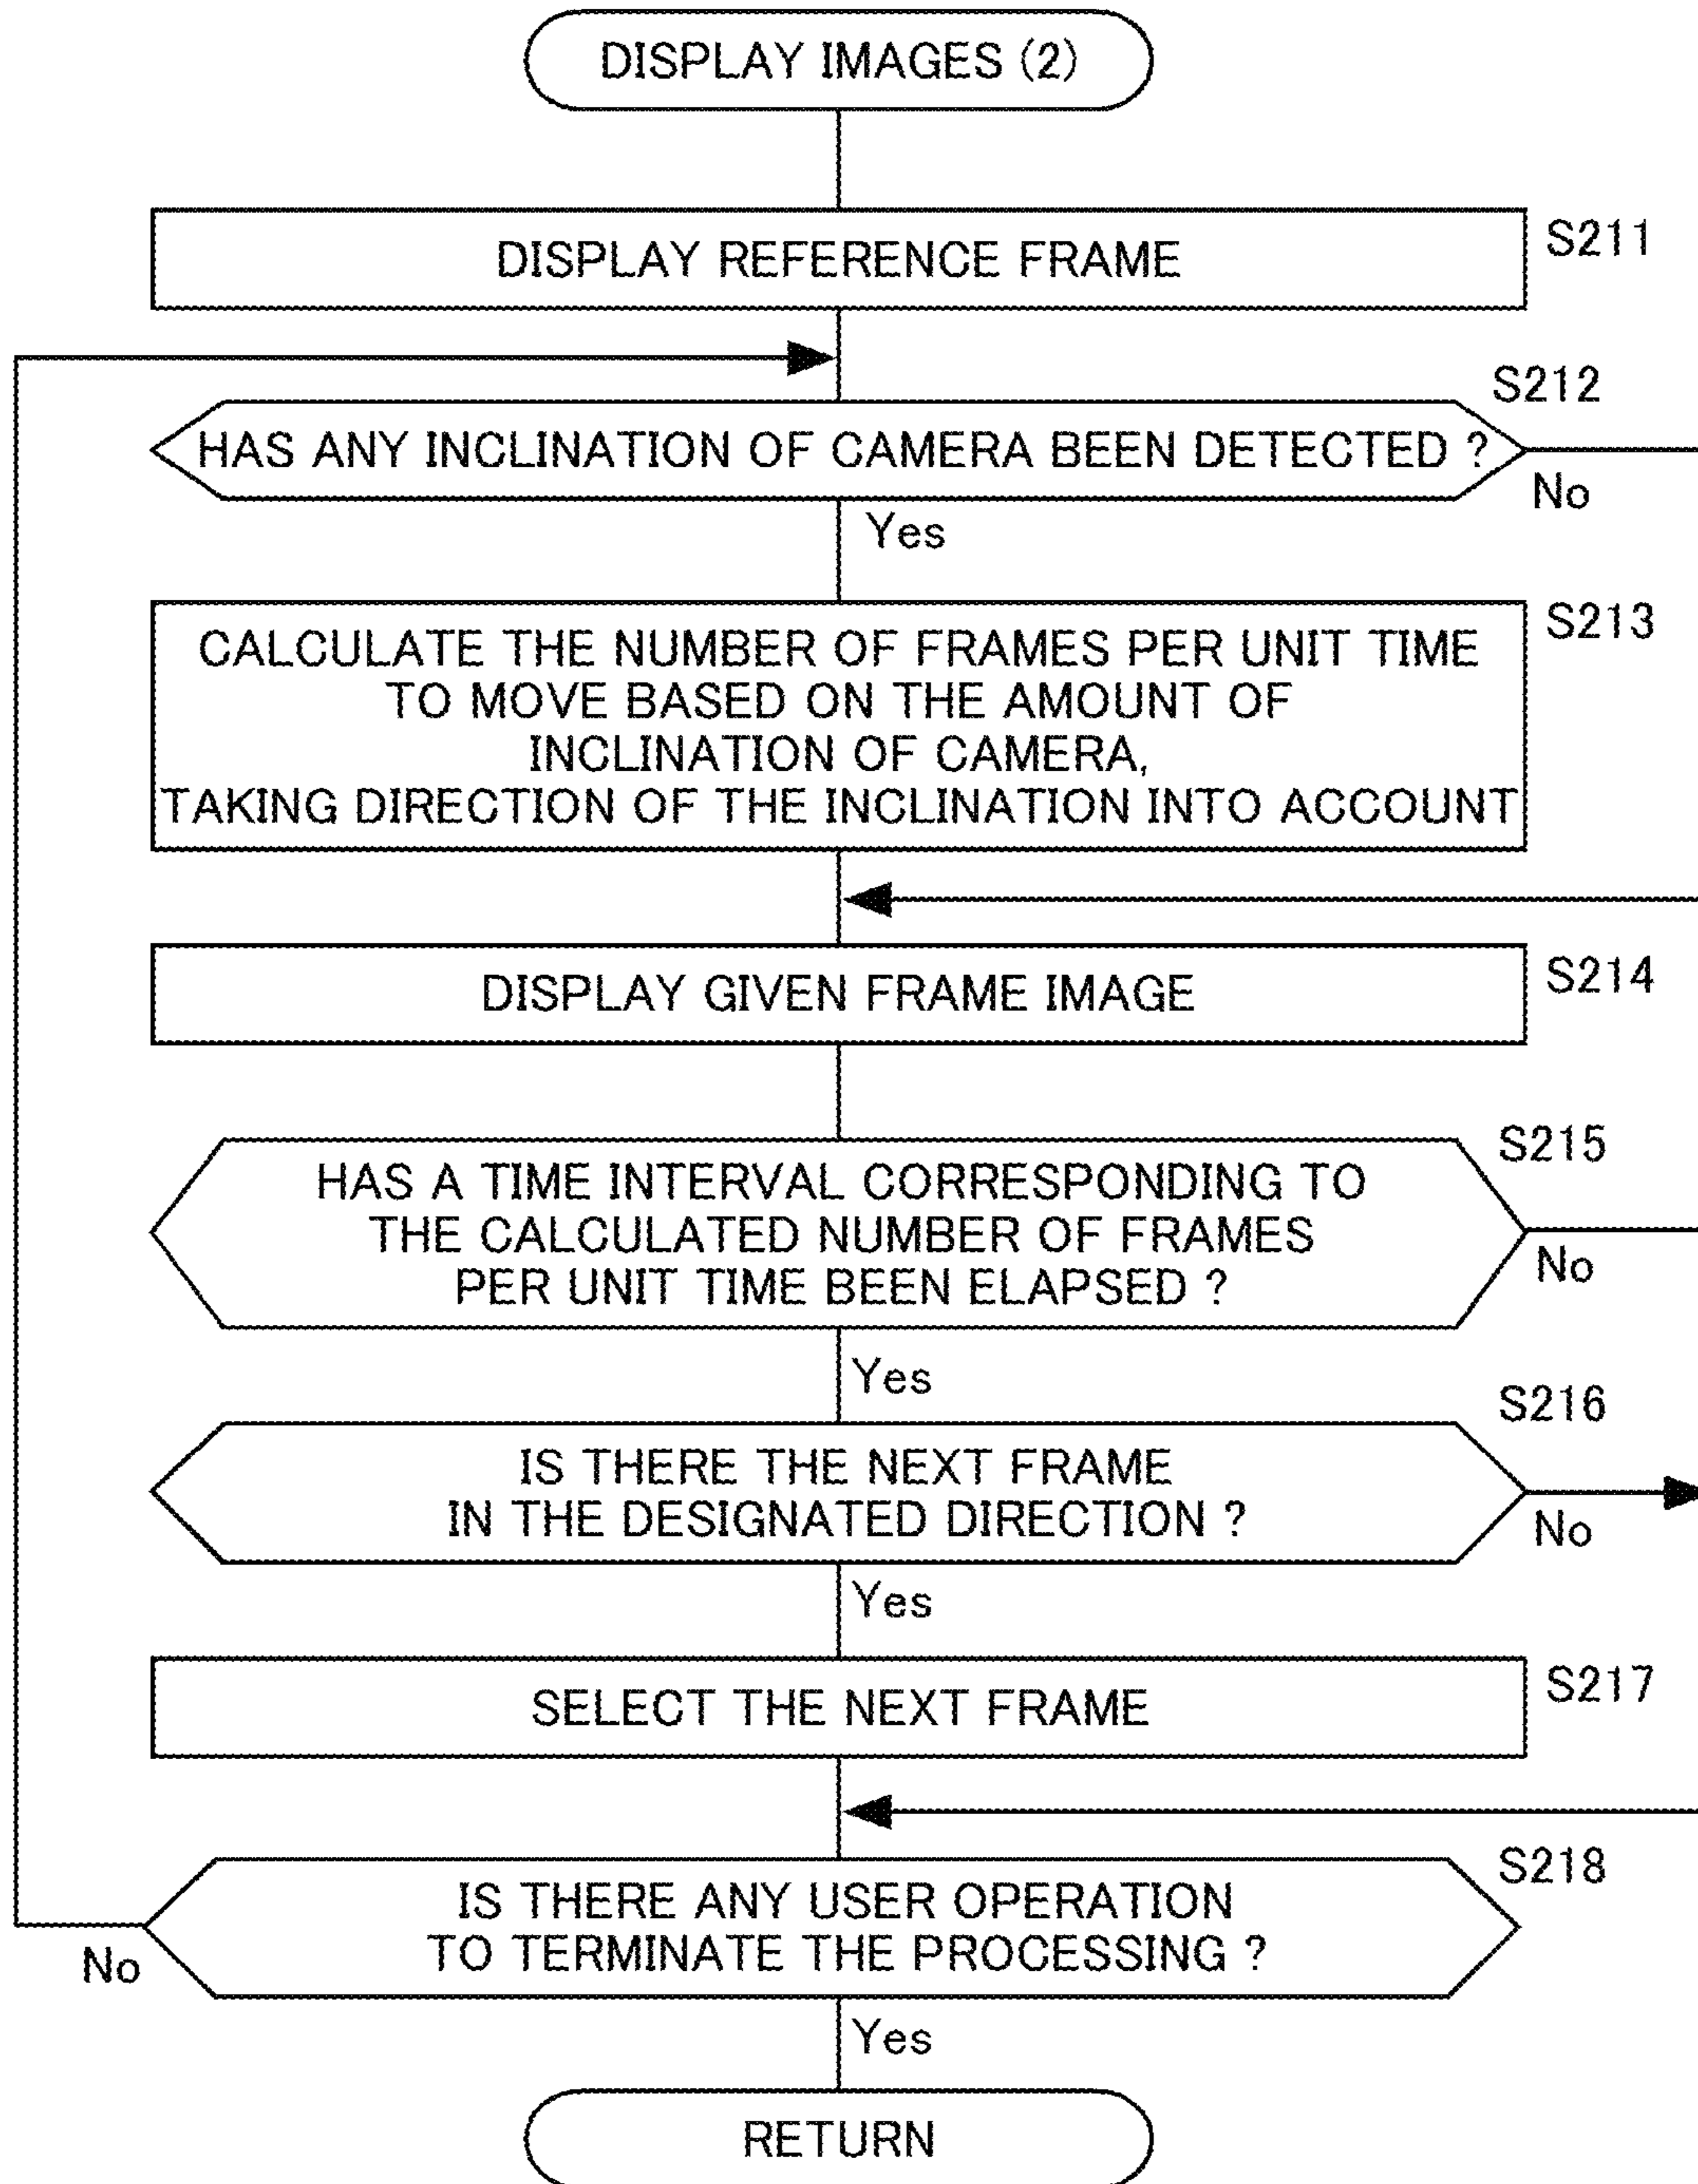 DISPLAY IMAGES (2)
DISPLAY REFERENCE FRAME
S211
S212
HAS ANY INCLINATION OF CAMERA BEEN DETECTED ?
No
Yes
S213
CALCULATE THE NUMBER OF FRAMES PER UNIT TIME
TO MOVE BASED ON THE AMOUNT OF
INCLINATION OF CAMERA,
TAKING DIRECTION OF THE INCLINATION INTO ACCOUNT
DISPLAY GIVEN FRAME IMAGE
S214
S215
HAS A TIME INTERVAL CORRESPONDING TO
THE CALCULATED NUMBER OF FRAMES
PER UNIT TIME BEEN ELAPSED ?
No
Yes
S216
IS THERE THE NEXT FRAME
IN THE DESIGNATED DIRECTION ?
No
Yes
SELECT THE NEXT FRAME
S217
S218
IS THERE ANY USER OPERATION
TO TERMINATE THE PROCESSING ?
No
Yes
RETURN